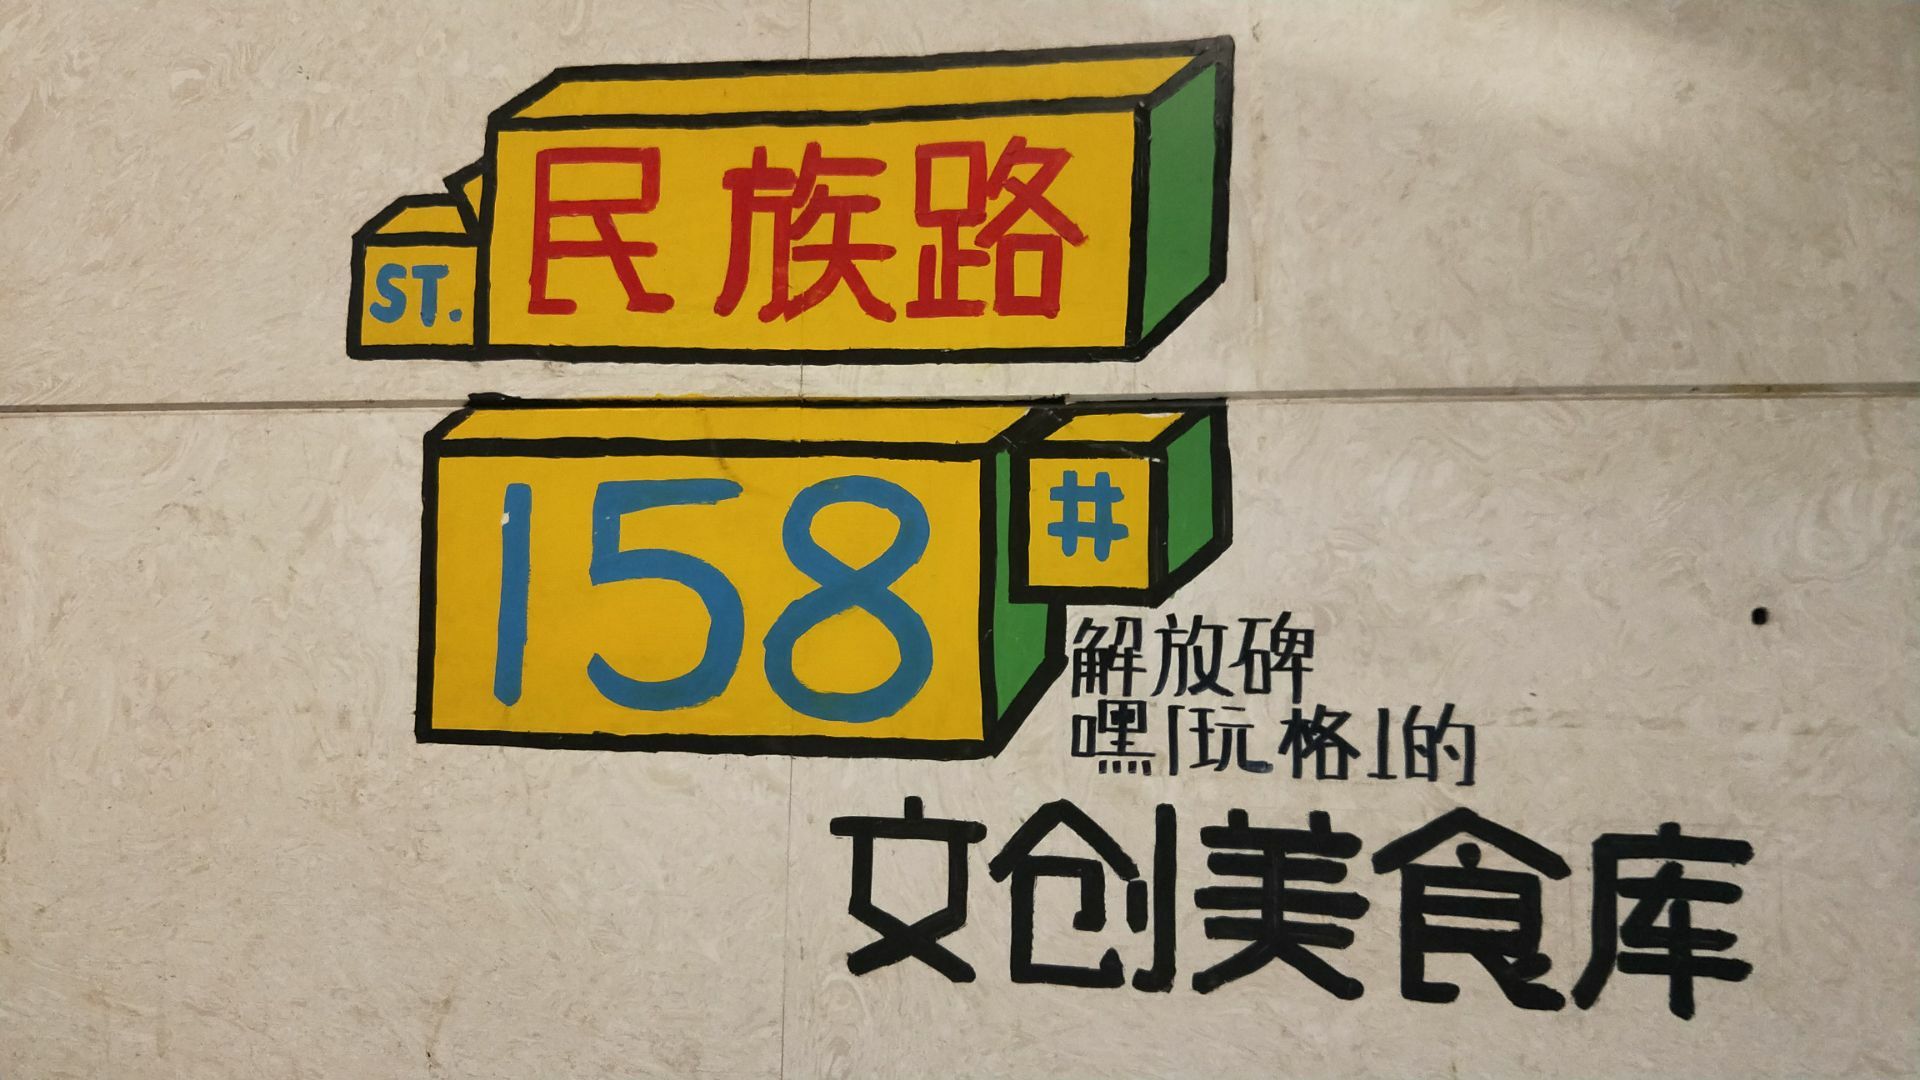 ST. 民族路
158 #
解放碑
嘿「玩格」的
文创美食库